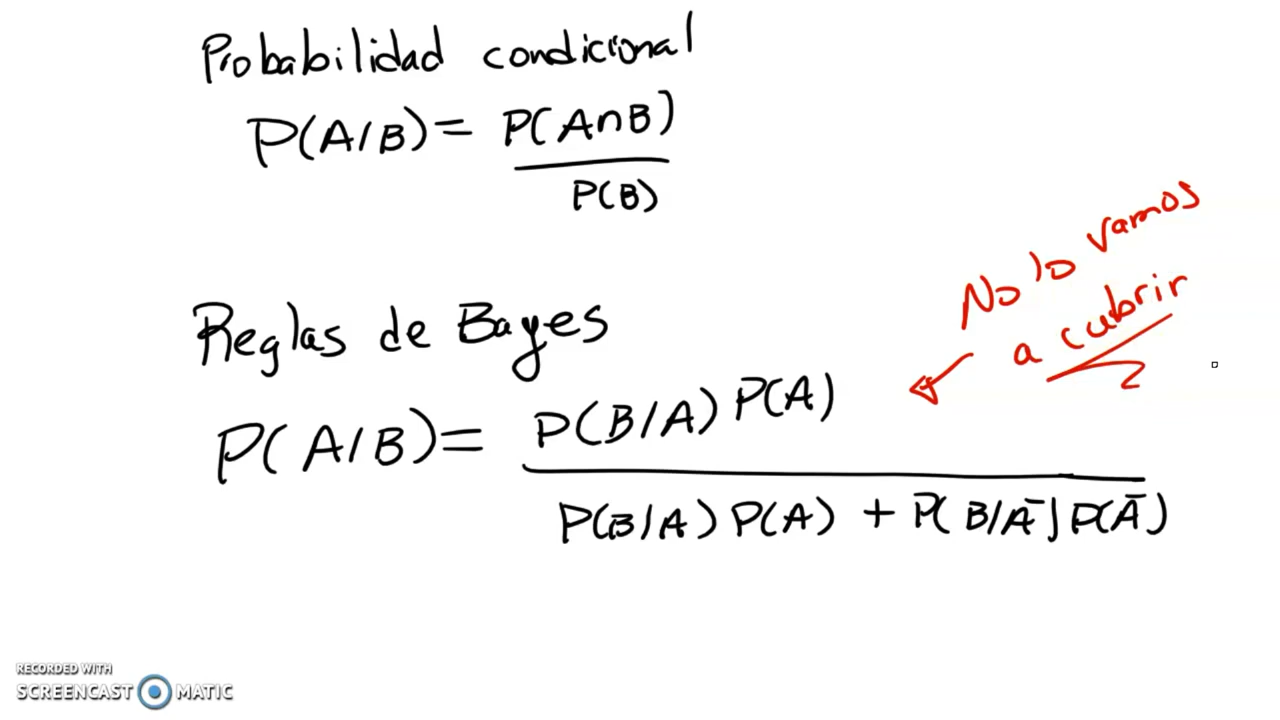 Probabilidad condicional
P(A/B) = P(A∩B)
P(B)
No lo vamos
a cubrir
Reglas de Bayes
P(A/B) = P(B/A) P(A)
P(B/A) P(A) + P(B/Ā) P(Ā)
RECORDED WITH
SCREENCAST MATIC